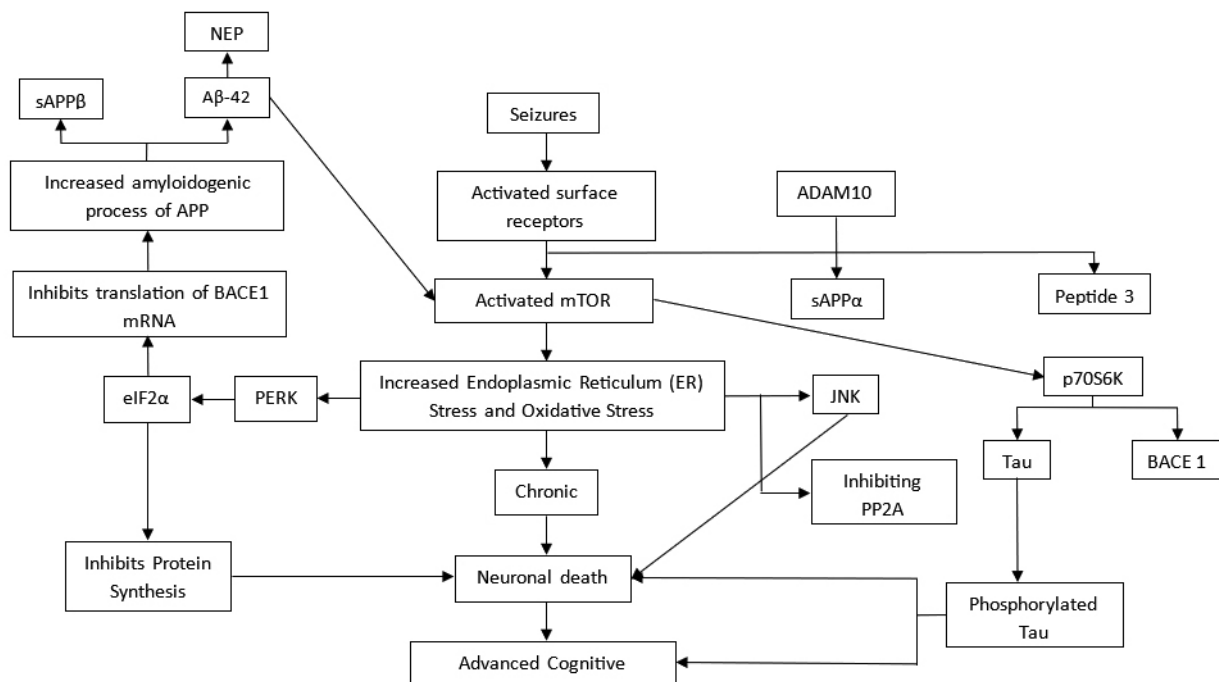 NEP
sAPPβ
Aβ-42
Seizures
Increased amyloidogenic
process of APP
Activated surface
receptors
ADAM10
Inhibits translation of BACE1
mRNA
Activated mTOR
sAPPα
Peptide 3
eIF2α
PERK
Increased Endoplasmic Reticulum (ER)
Stress and Oxidative Stress
JNK
p70S6K
Tau
BACE 1
Chronic
Inhibiting
PP2A
Inhibits Protein
Synthesis
Neuronal death
Phosphorylated
Tau
Advanced Cognitive